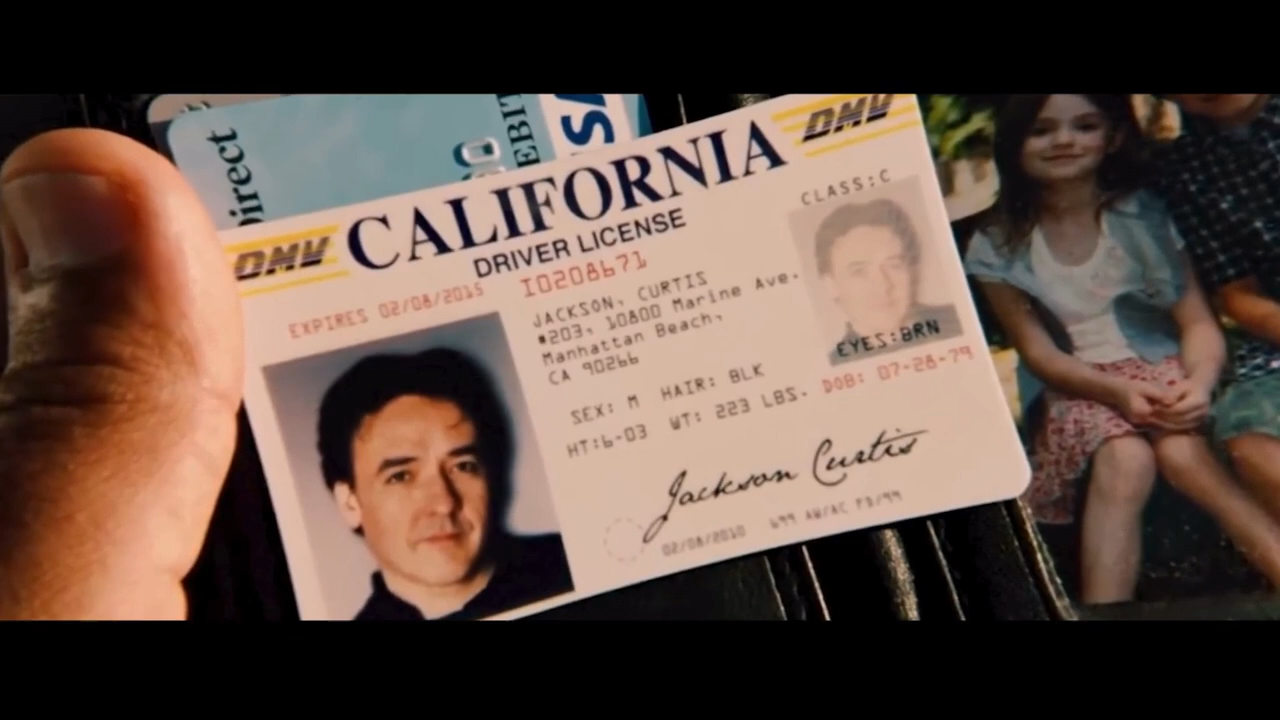 Direct
DEBIT
VISA
CALIFORNIA
DMV
DMV
DRIVER LICENSE
CLASS:C
EXPIRES 02/08/2015
I0208671
JACKSON, CURTIS
#203, 10800 Marine Ave.
Manhattan Beach,
CA 90266
EYES:BRN
SEX: M HAIR: BLK
HT:6-03 WT: 223 LBS. DOB: 07-28-79
Jackson Curtis
02/08/2010